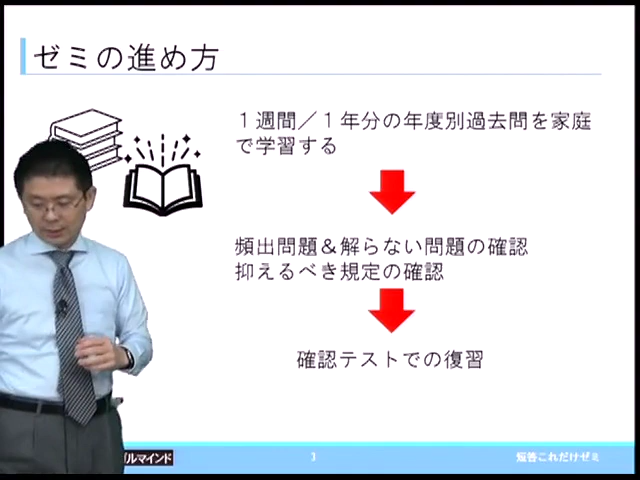 ゼミの進め方
１週間／１年分の年度別過去問を家庭
で学習する
頻出問題＆解らない問題の確認
抑えるべき規定の確認
確認テストでの復習
ガルマインド
短答これだけゼミ